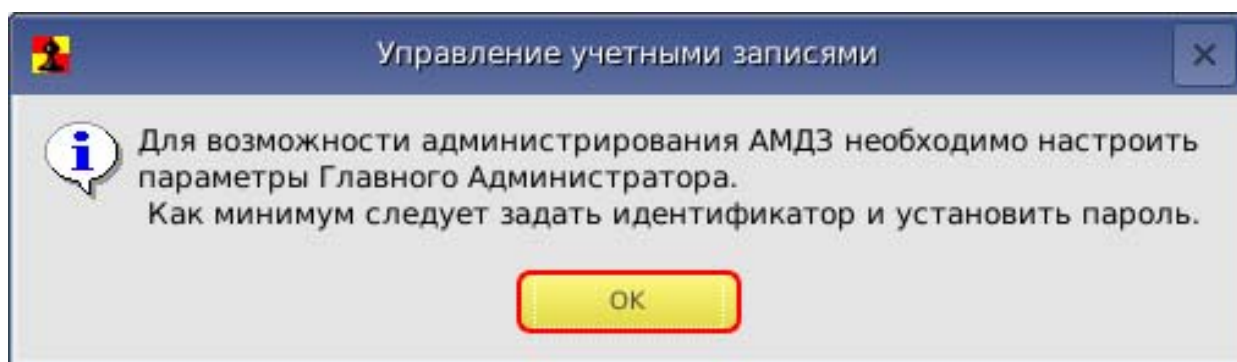 Управление учетными записями
Для возможности администрирования АМДЗ необходимо настроить
параметры Главного Администратора.
Как минимум следует задать идентификатор и установить пароль.
ОК